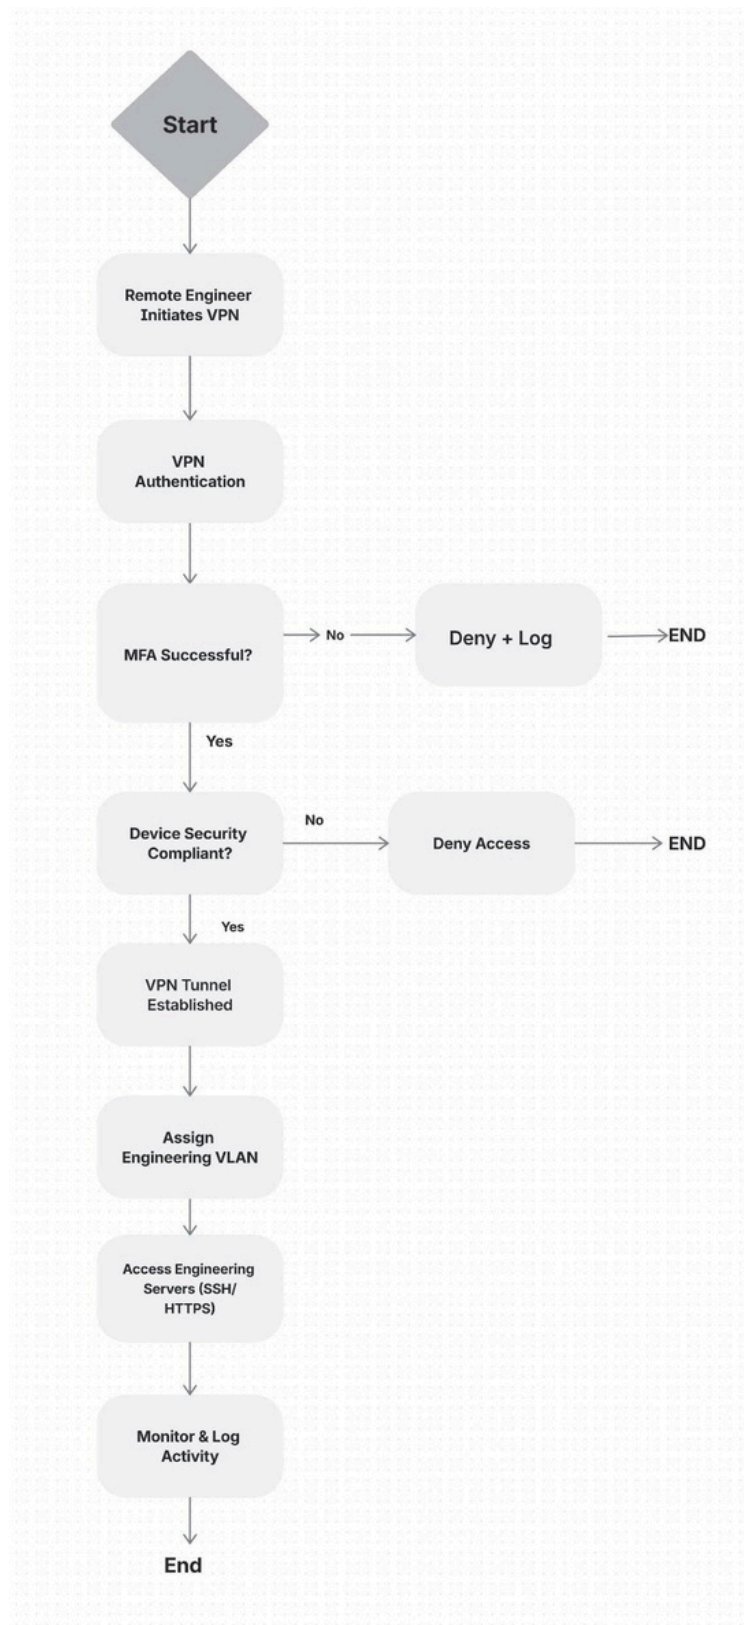 Start
Remote Engineer
Initiates VPN
VPN
Authentication
MFA Successful?
No
Deny + Log
END
Yes
Device Security
Compliant?
No
Deny Access
END
Yes
VPN Tunnel
Established
Assign
Engineering VLAN
Access Engineering
Servers (SSH/
HTTPS)
Monitor & Log
Activity
End